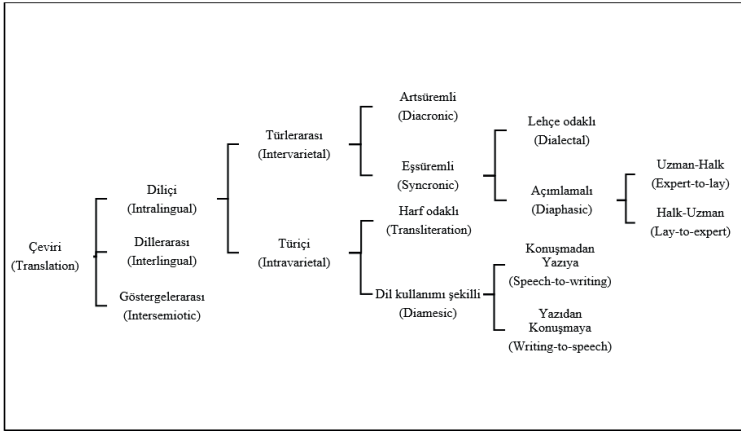 Çeviri
(Translation)
Diliçi
(Intralingual)
Dillerarası
(Interlingual)
Göstergelerarası
(Intersemiotic)
Türlerarası
(Intervarietal)
Türiçi
(Intravarietal)
Artsüremli
(Diacronic)
Eşsüremli
(Syncronic)
Harf odaklı
(Transliteration)
Dil kullanımı şekilli
(Diamesic)
Lehçe odaklı
(Dialectal)
Açımlamalı
(Diaphasic)
Konuşmadan
Yazıya
(Speech-to-writing)
Yazıdan
Konuşmaya
(Writing-to-speech)
Uzman-Halk
(Expert-to-lay)
Halk-Uzman
(Lay-to-expert)